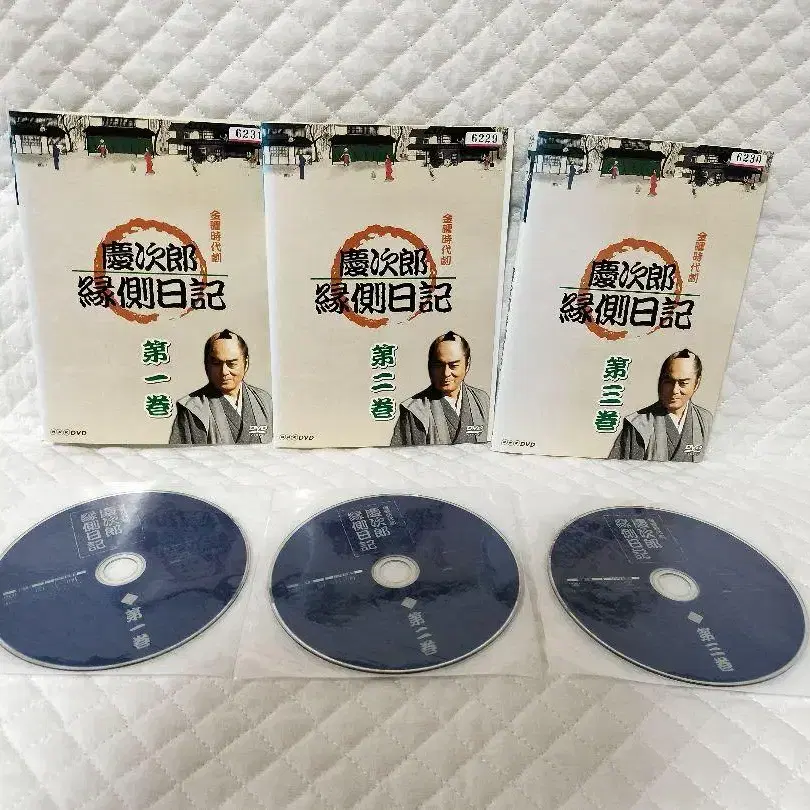 6231
金曜時代劇
慶次郎
縁側日記
第一巻
NHK DVD
DVD
6229
金曜時代劇
慶次郎
縁側日記
第二巻
NHK DVD
DVD
6230
金曜時代劇
慶次郎
縁側日記
第三巻
NHK DVD
DVD
慶次郎
縁側日記
第一巻
慶次郎
縁側日記
第二巻
慶次郎
縁側日記
第三巻